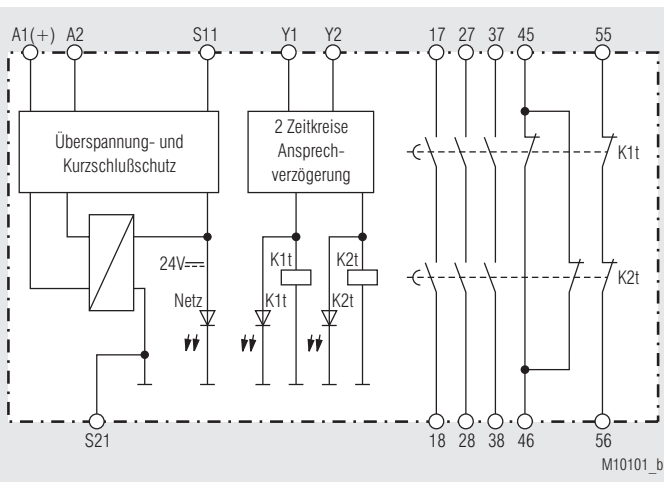 A1(+) A2 S11 Y1 Y2 17 27 37 45 55
Überspannung- und
Kurzschlußschutz
2 Zeitkreise
Ansprech-
verzögerung
K1t
24V
K1t K2t
K2t
Netz K1t K2t
S21 18 28 38 46 56
M10101_b